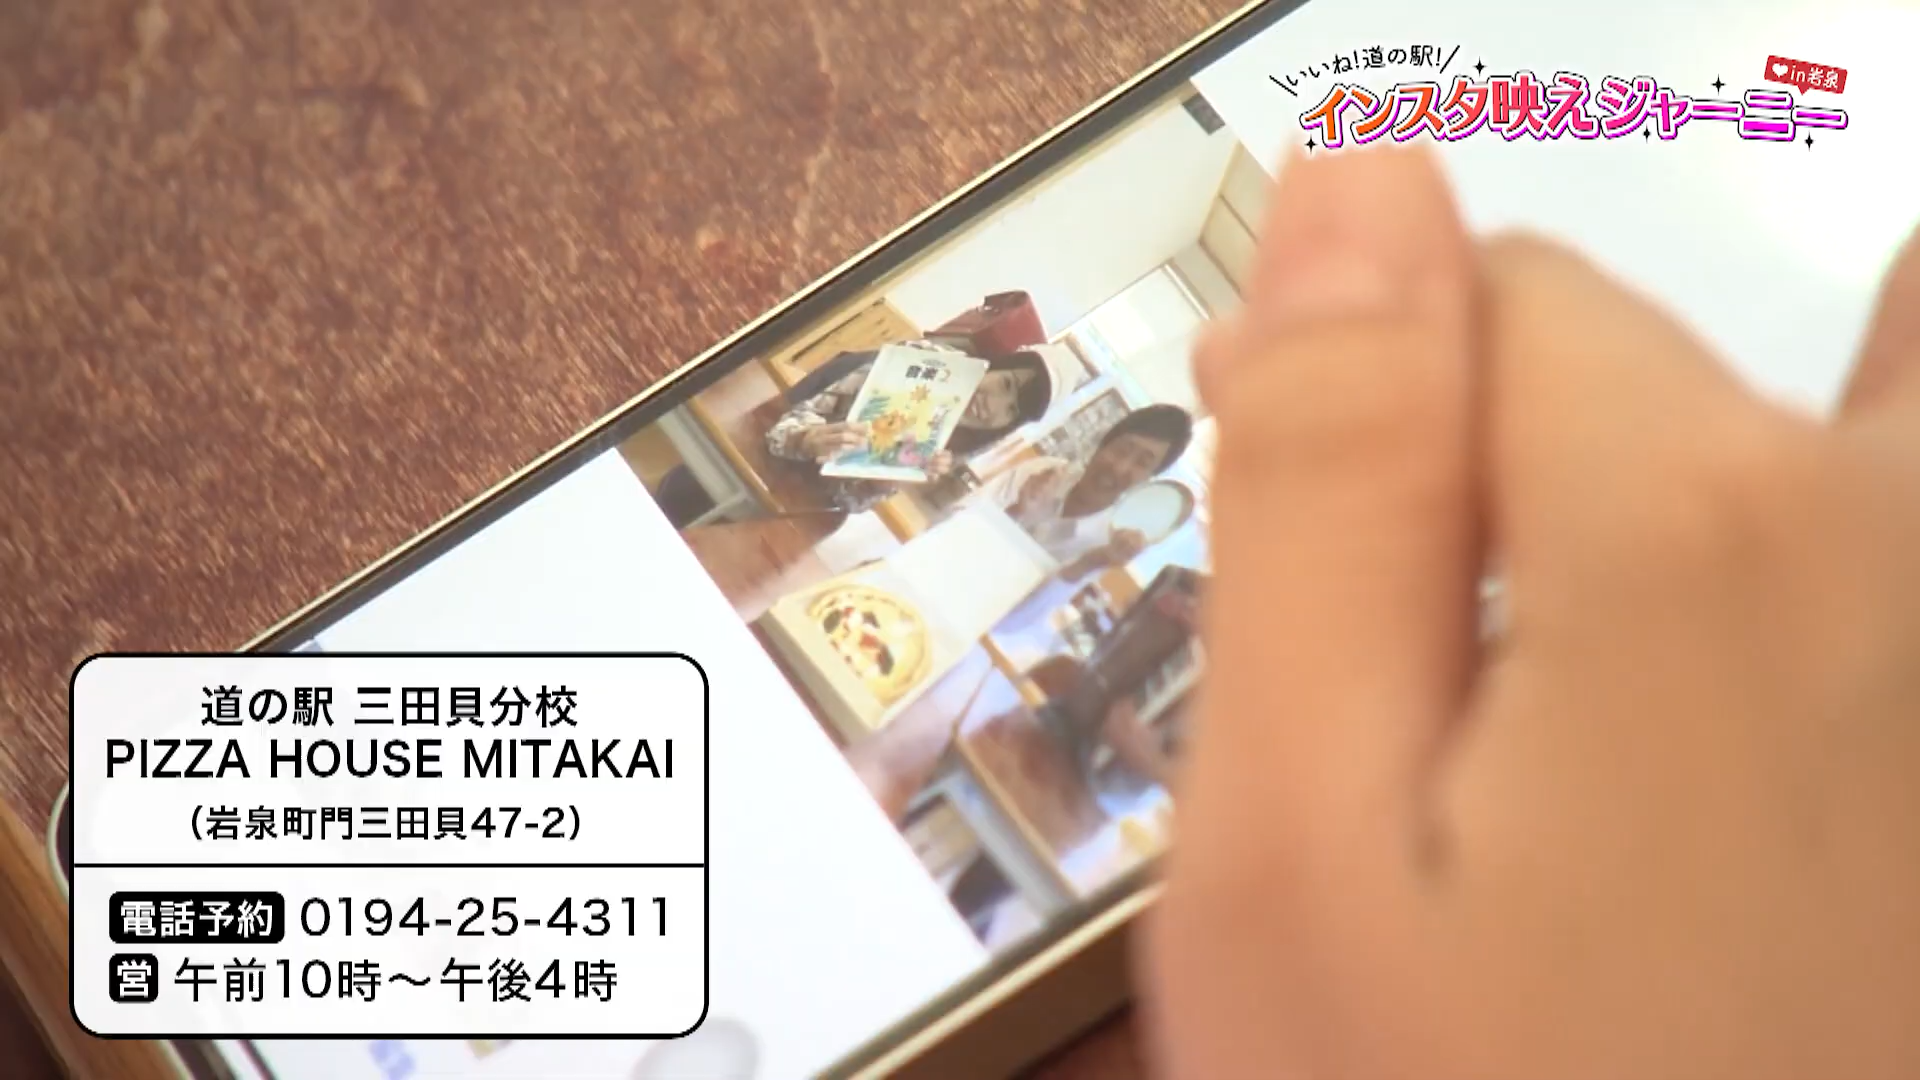 \いいね!道の駅!/
インスタ映えジャーニー
in岩泉
音楽2
道の駅 三田貝分校
PIZZA HOUSE MITAKAI
(岩泉町門三田貝47-2)
電話予約 0194-25-4311
営 午前10時〜午後4時